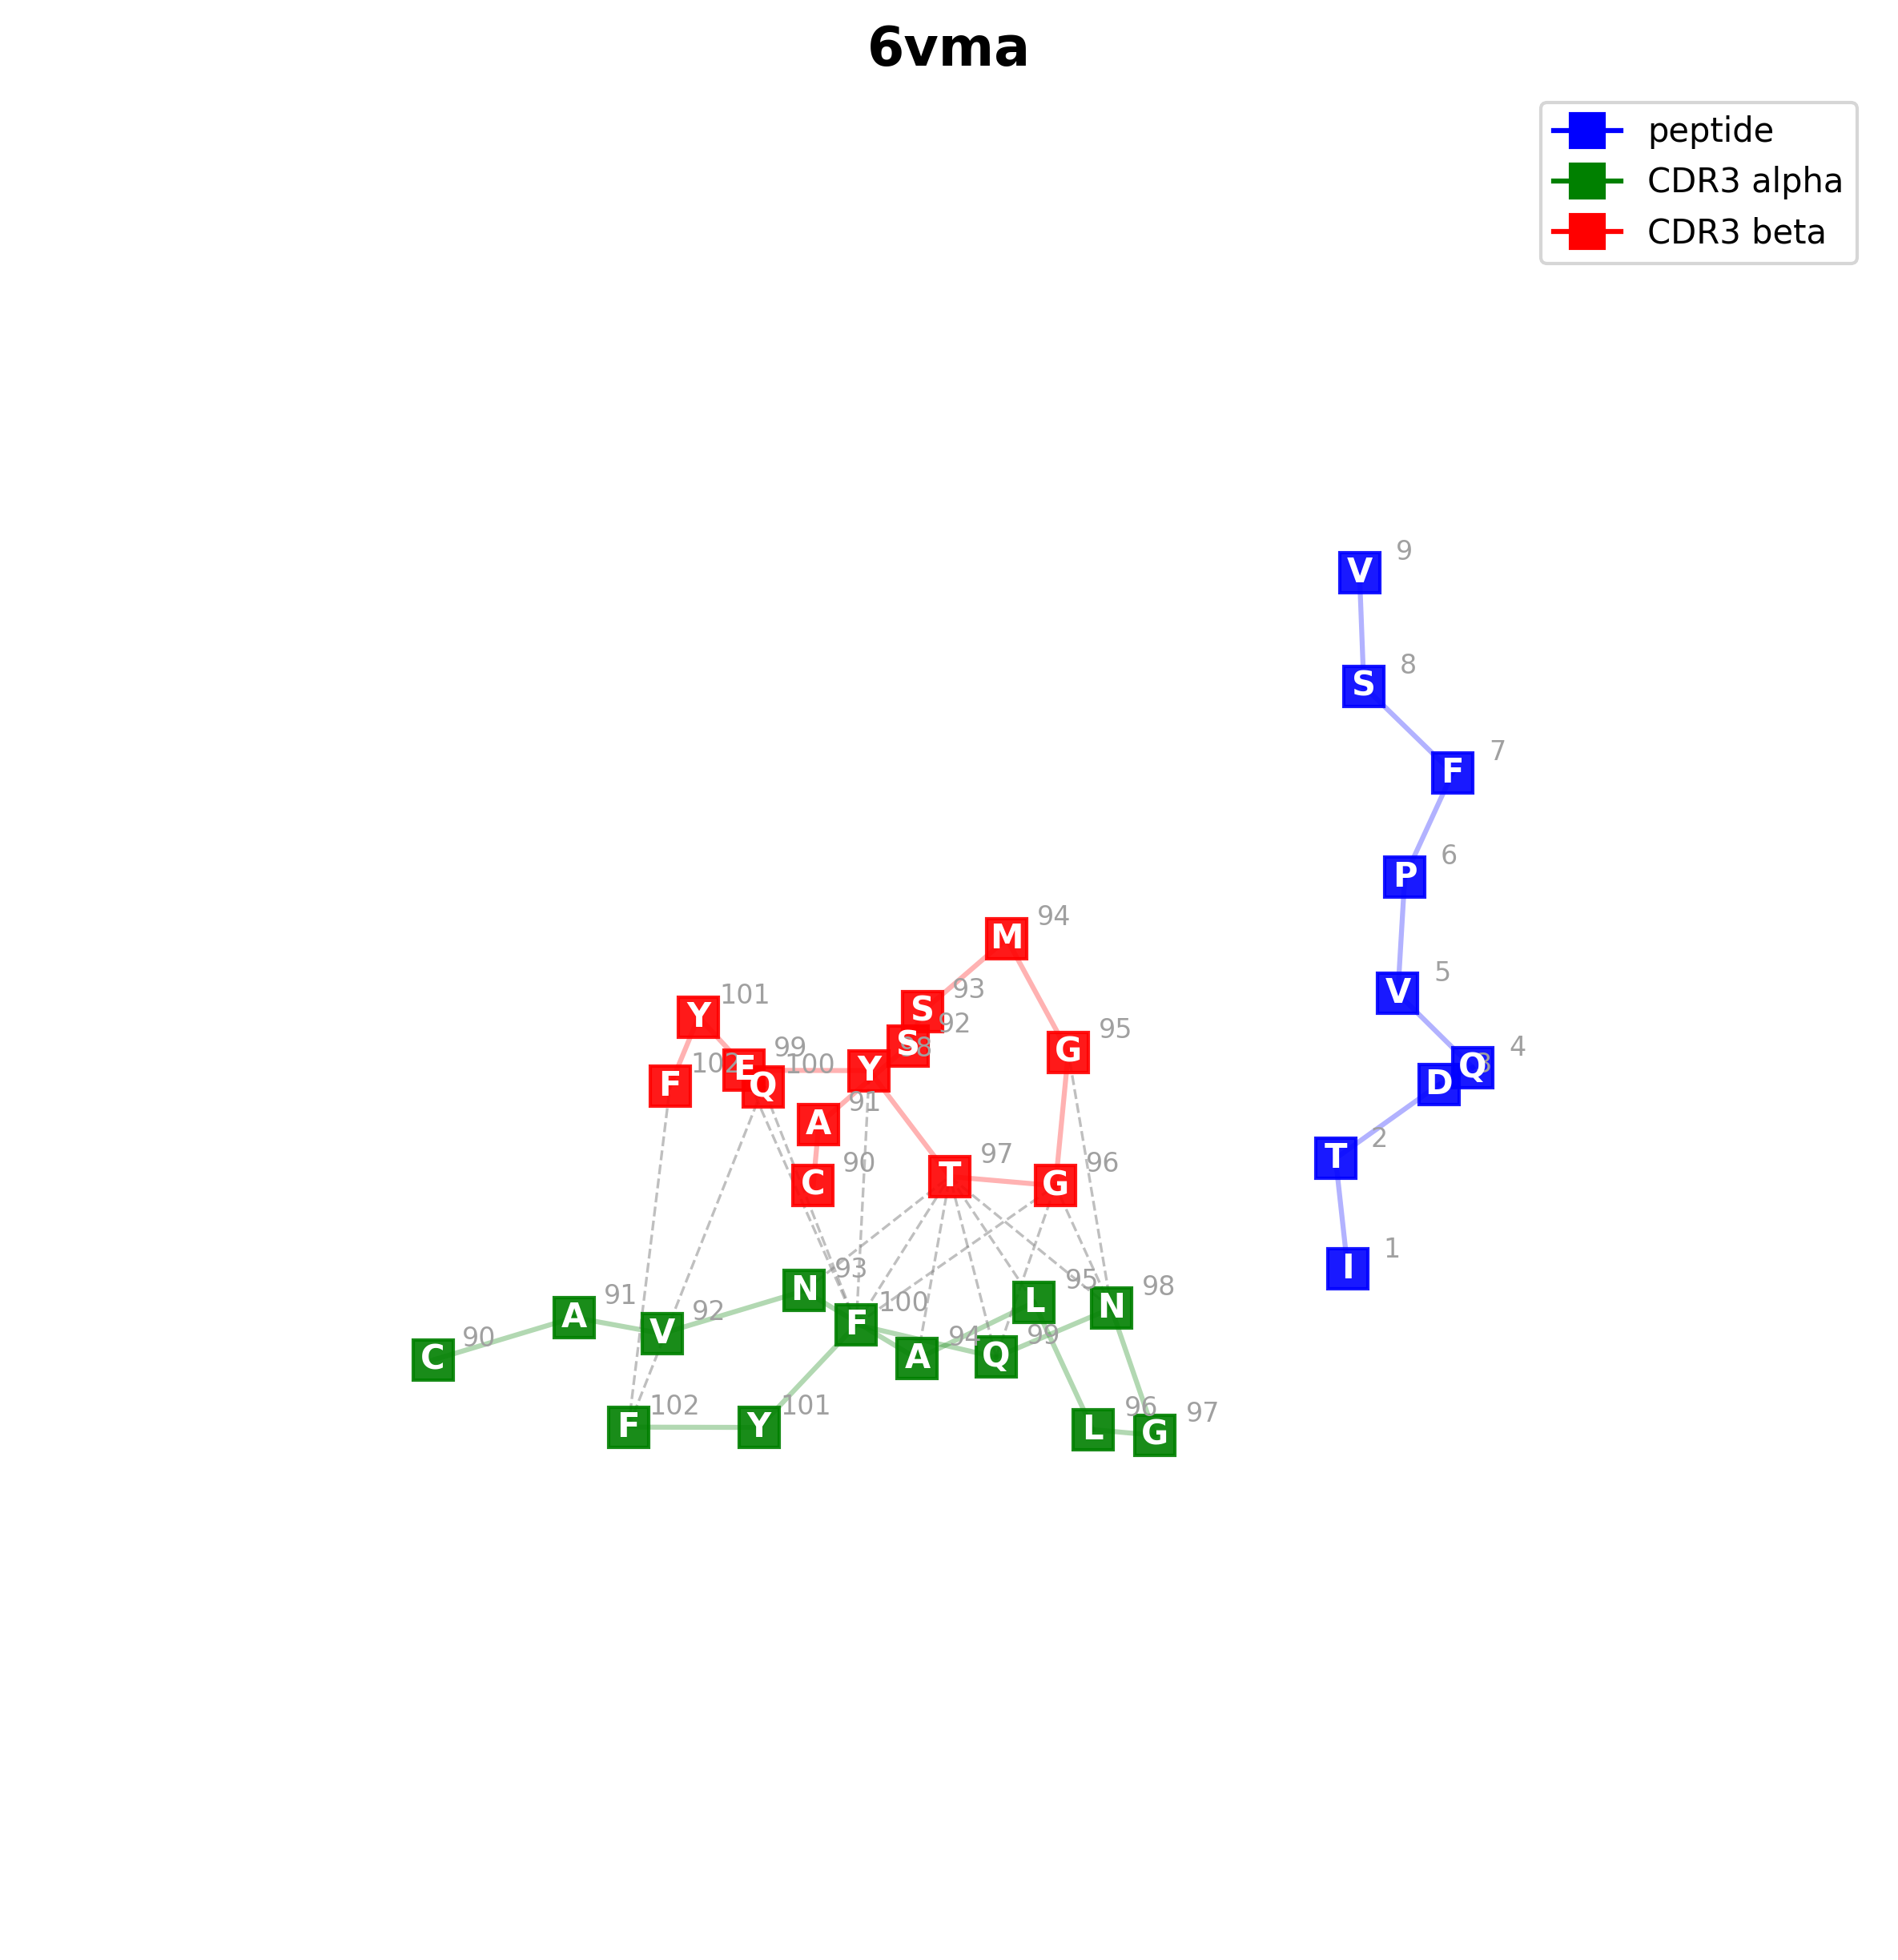 6vma
peptide
CDR3 alpha
CDR3 beta
V 9
S 8
F 7
P 6
M 94
V 5
Y 101
S 93
S 92
G 95
Q 4
D 3
E 99
Y 98
F 102
Q 100
A 91
T 2
C 90
T 97
G 96
I 1
N 93
L 95
N 98
A 91
V 92
F 100
C 90
A 94
Q 99
F 102
Y 101
L 96
G 97